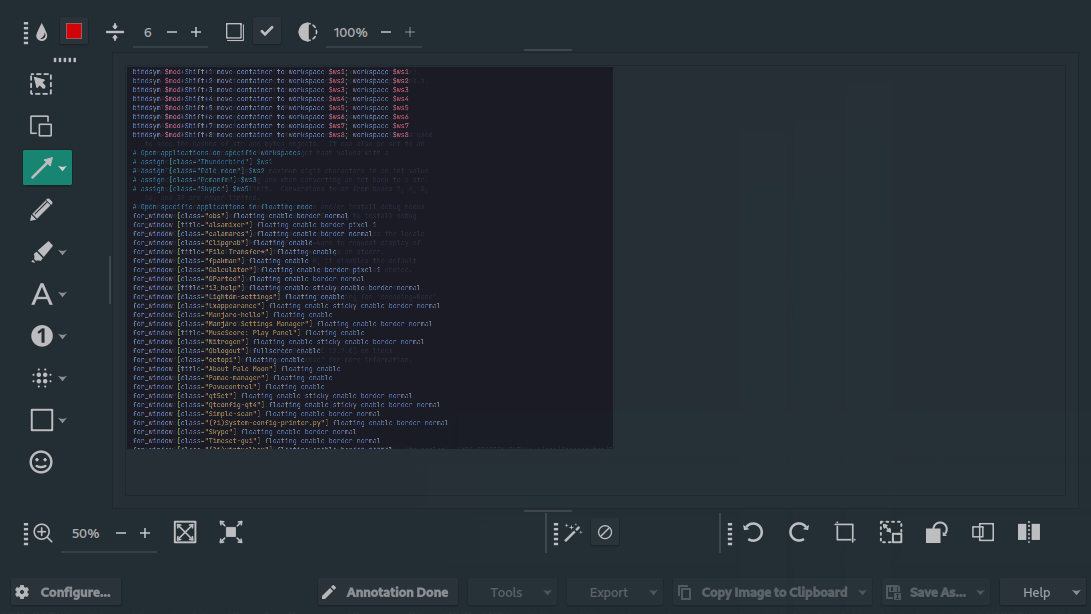 6
100%
bindsym $mod+Shift+1 move container to workspace $ws1; workspace $ws1
bindsym $mod+Shift+2 move container to workspace $ws2; workspace $ws2
bindsym $mod+Shift+3 move container to workspace $ws3; workspace $ws3
bindsym $mod+Shift+4 move container to workspace $ws4; workspace $ws4
bindsym $mod+Shift+5 move container to workspace $ws5; workspace $ws5
bindsym $mod+Shift+6 move container to workspace $ws6; workspace $ws6
bindsym $mod+Shift+7 move container to workspace $ws7; workspace $ws7
bindsym $mod+Shift+8 move container to workspace $ws8; workspace $ws8
# Open applications on specific workspaces
# assign [class="Thunderbird"] $ws1
# assign [class="Pale moon"] $ws2
# assign [class="Pcmanfm"] $ws3
# assign [class="Skype"] $ws5
# Open specific applications in floating mode
for_window [class="obs"] floating enable border normal
for_window [title="alsamixer"] floating enable border pixel 1
for_window [class="calamares"] floating enable border normal
for_window [class="Clipgrab"] floating enable
for_window [title="File Transfer*"] floating enable
for_window [class="fpakman"] floating enable
for_window [class="Galculator"] floating enable border pixel 1
for_window [class="GParted"] floating enable border normal
for_window [title="i3_help"] floating enable sticky enable border normal
for_window [class="Lightdm-settings"] floating enable
for_window [class="Lxappearance"] floating enable sticky enable border normal
for_window [class="Manjaro-hello"] floating enable
for_window [class="Manjaro Settings Manager"] floating enable border normal
for_window [title="MuseScore: Play Panel"] floating enable
for_window [class="Nitrogen"] floating enable sticky enable border normal
for_window [class="Oblogout"] fullscreen enable
for_window [class="octopi"] floating enable
for_window [title="About Pale Moon"] floating enable
for_window [class="Pamac-manager"] floating enable
for_window [class="Pavucontrol"] floating enable
for_window [class="qt5ct"] floating enable sticky enable border normal
for_window [class="Qtconfig-qt4"] floating enable sticky enable border normal
for_window [class="Simple-scan"] floating enable border normal
for_window [class="(?i)System-config-printer.py"] floating enable border normal
for_window [class="Skype"] floating enable border normal
for_window [class="Timeset-gui"] floating enable border normal
A
1
50%
Configure...
Annotation Done
Tools
Export
Copy Image to Clipboard
Save As...
Help